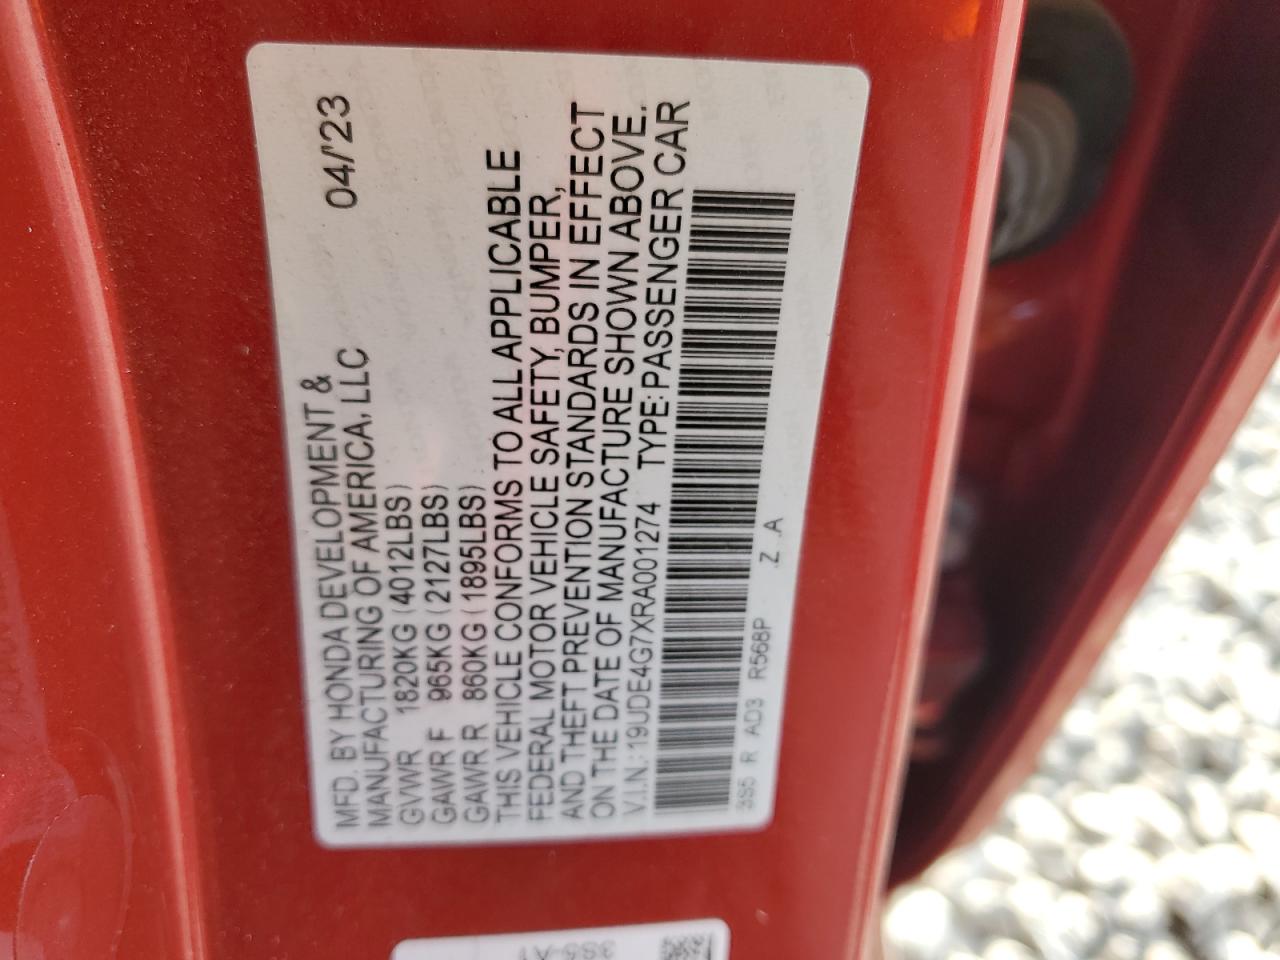 MFD. BY HONDA DEVELOPMENT &
MANUFACTURING OF AMERICA, LLC 04/'23
GVWR 1820KG (4012LBS)
GAWR F 965KG (2127LBS)
GAWR R 860KG (1895LBS)
THIS VEHICLE CONFORMS TO ALL APPLICABLE
FEDERAL MOTOR VEHICLE SAFETY, BUMPER,
AND THEFT PREVENTION STANDARDS IN EFFECT
ON THE DATE OF MANUFACTURE SHOWN ABOVE.
V.I.N.: 19UDE4G7XRA001274 TYPE: PASSENGER CAR
3S5 R AD3 R568P .Z .A